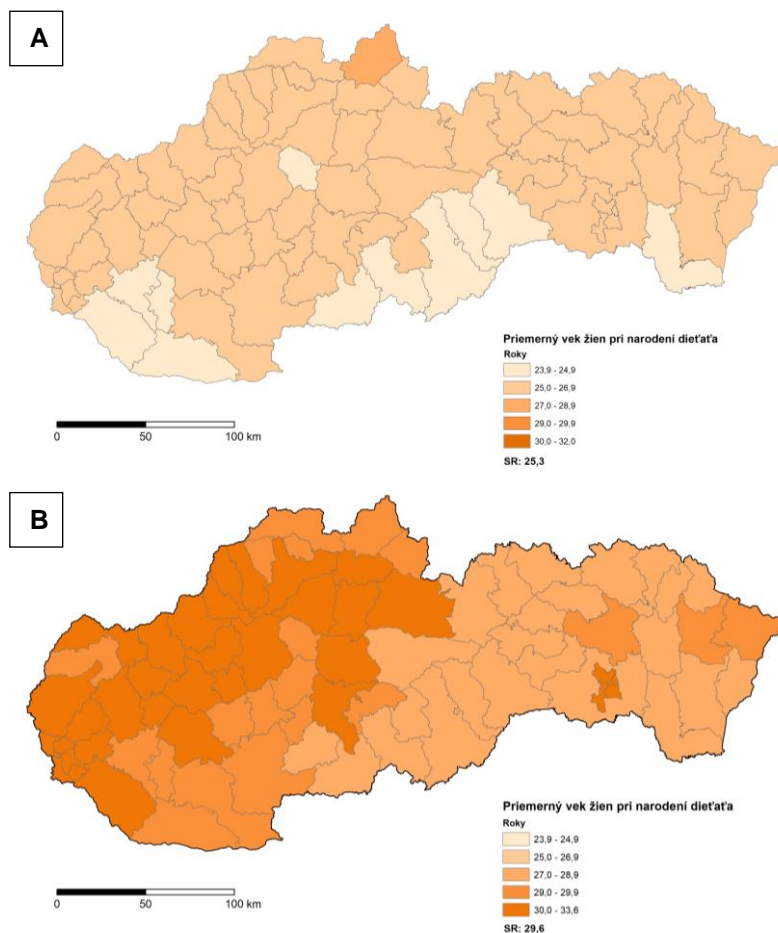 A
Priemerný vek žien pri narodení dieťaťa
Roky
23,9 - 24,9
25,0 - 26,9
27,0 - 28,9
29,0 - 29,9
30,0 - 32,0
SR: 25,3
0 50 100 km
B
Priemerný vek žien pri narodení dieťaťa
Roky
23,9 - 24,9
25,0 - 26,9
27,0 - 28,9
29,0 - 29,9
30,0 - 33,6
SR: 29,6
0 50 100 km